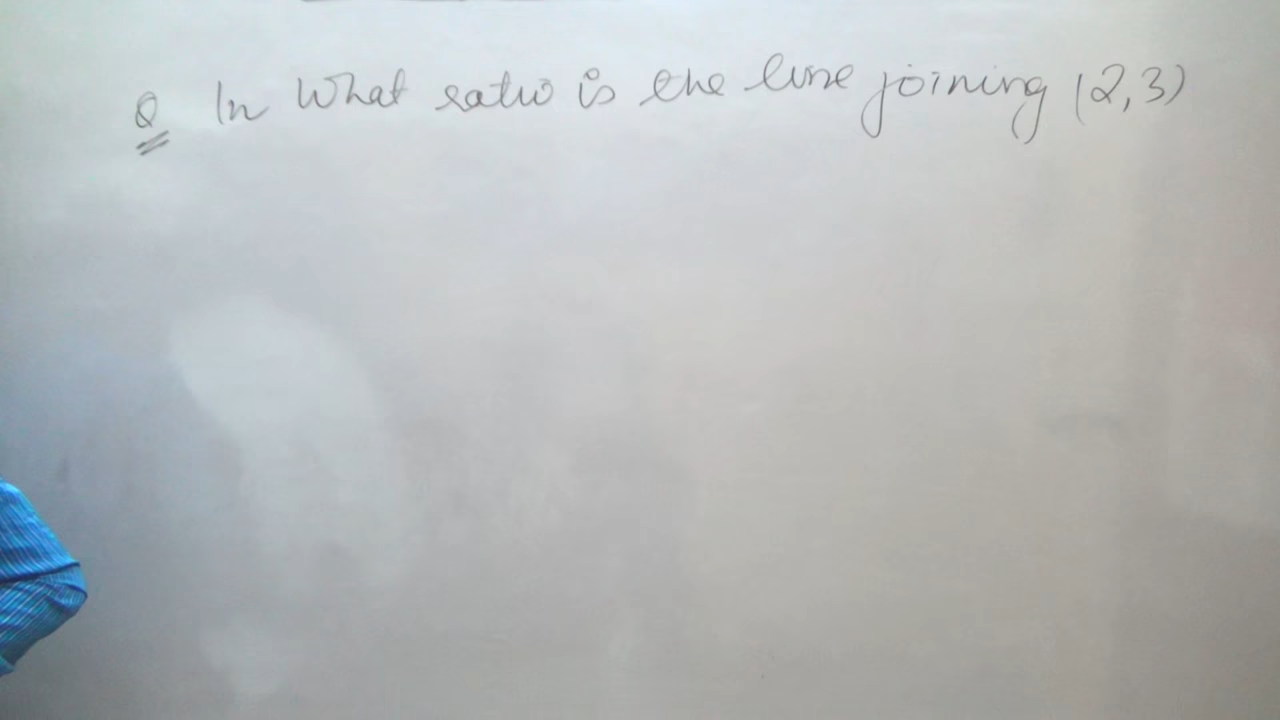 Q In What ratio is the line joining (2,3)